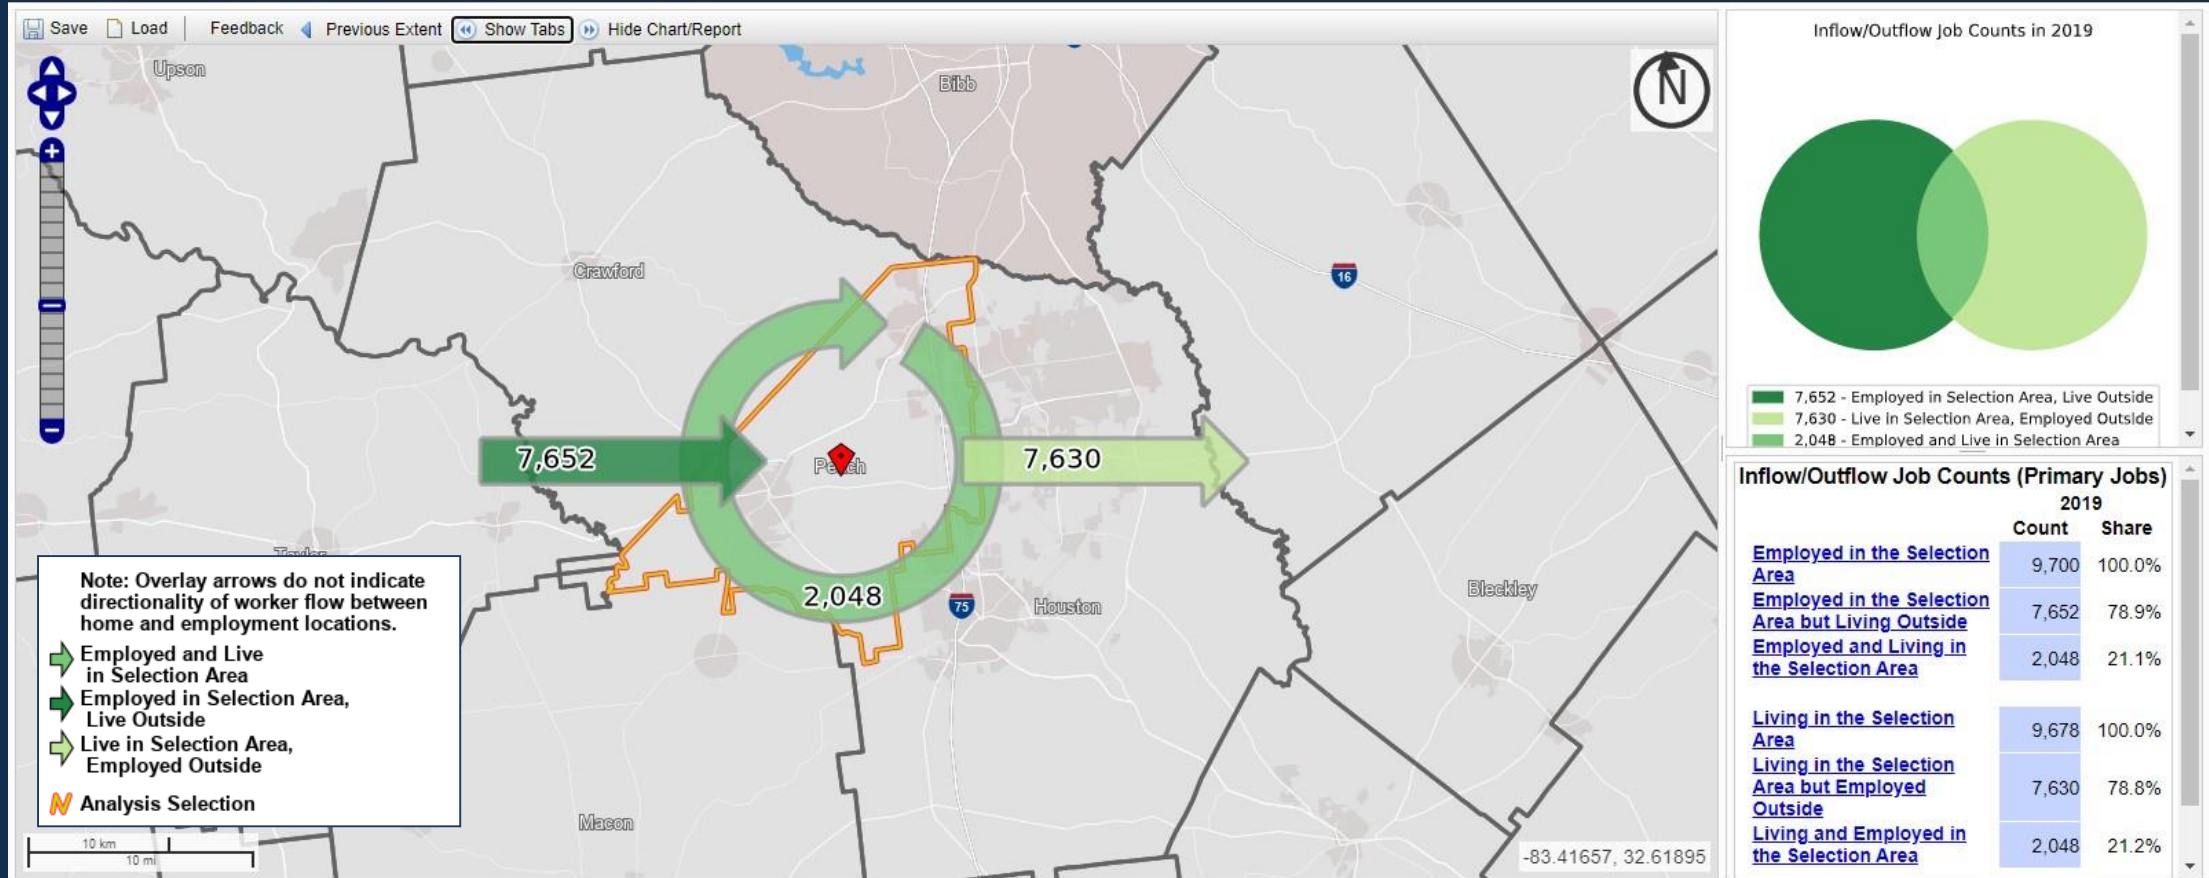 Save
Load
Feedback
Previous Extent
Show Tabs
Hide Chart/Report
Upson
Bibb
N
Crawford
16
7,652
Peach
7,630
2,048
75
Houston
Bleckley
Macon
Note: Overlay arrows do not indicate
directionality of worker flow between
home and employment locations.
Employed and Live
in Selection Area
Employed in Selection Area,
Live Outside
Live in Selection Area,
Employed Outside
Analysis Selection
10 km
10 mi
-83.41657, 32.61895
Inflow/Outflow Job Counts in 2019
7,652 - Employed in Selection Area, Live Outside
7,630 - Live in Selection Area, Employed Outside
2,048 - Employed and Live in Selection Area
Inflow/Outflow Job Counts (Primary Jobs)
2019
Count Share
Employed in the Selection
Area 9,700 100.0%
Employed in the Selection
Area but Living Outside 7,652 78.9%
Employed and Living in
the Selection Area 2,048 21.1%
Living in the Selection
Area 9,678 100.0%
Living in the Selection
Area but Employed 7,630 78.8%
Outside
Living and Employed in
the Selection Area 2,048 21.2%